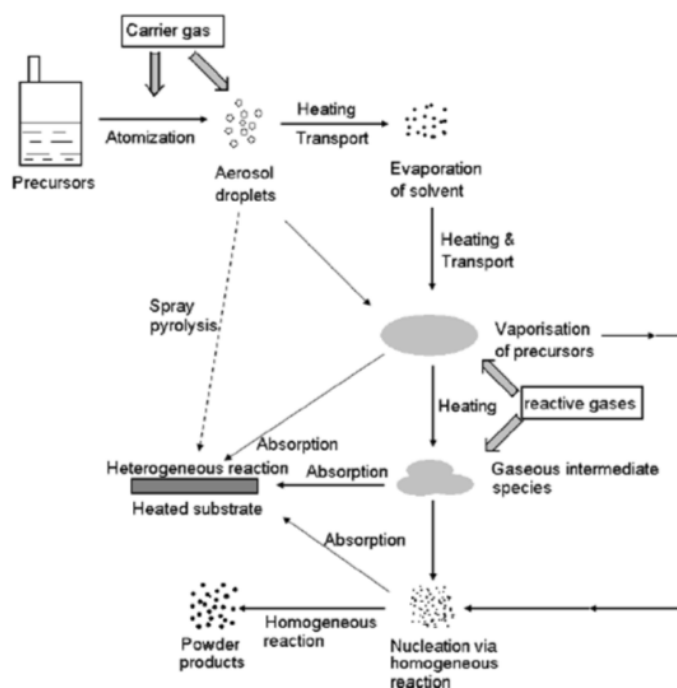 Carrier gas
Precursors
Atomization
Aerosol
droplets
Heating
Transport
Evaporation
of solvent
Heating &
Transport
Spray
pyrolysis
Vaporisation
of precursors
reactive gases
Heating
Absorption
Heterogeneous reaction
Heated substrate
Absorption
Gaseous intermediate
species
Absorption
Homogeneous
reaction
Powder
products
Nucleation via
homogeneous
reaction